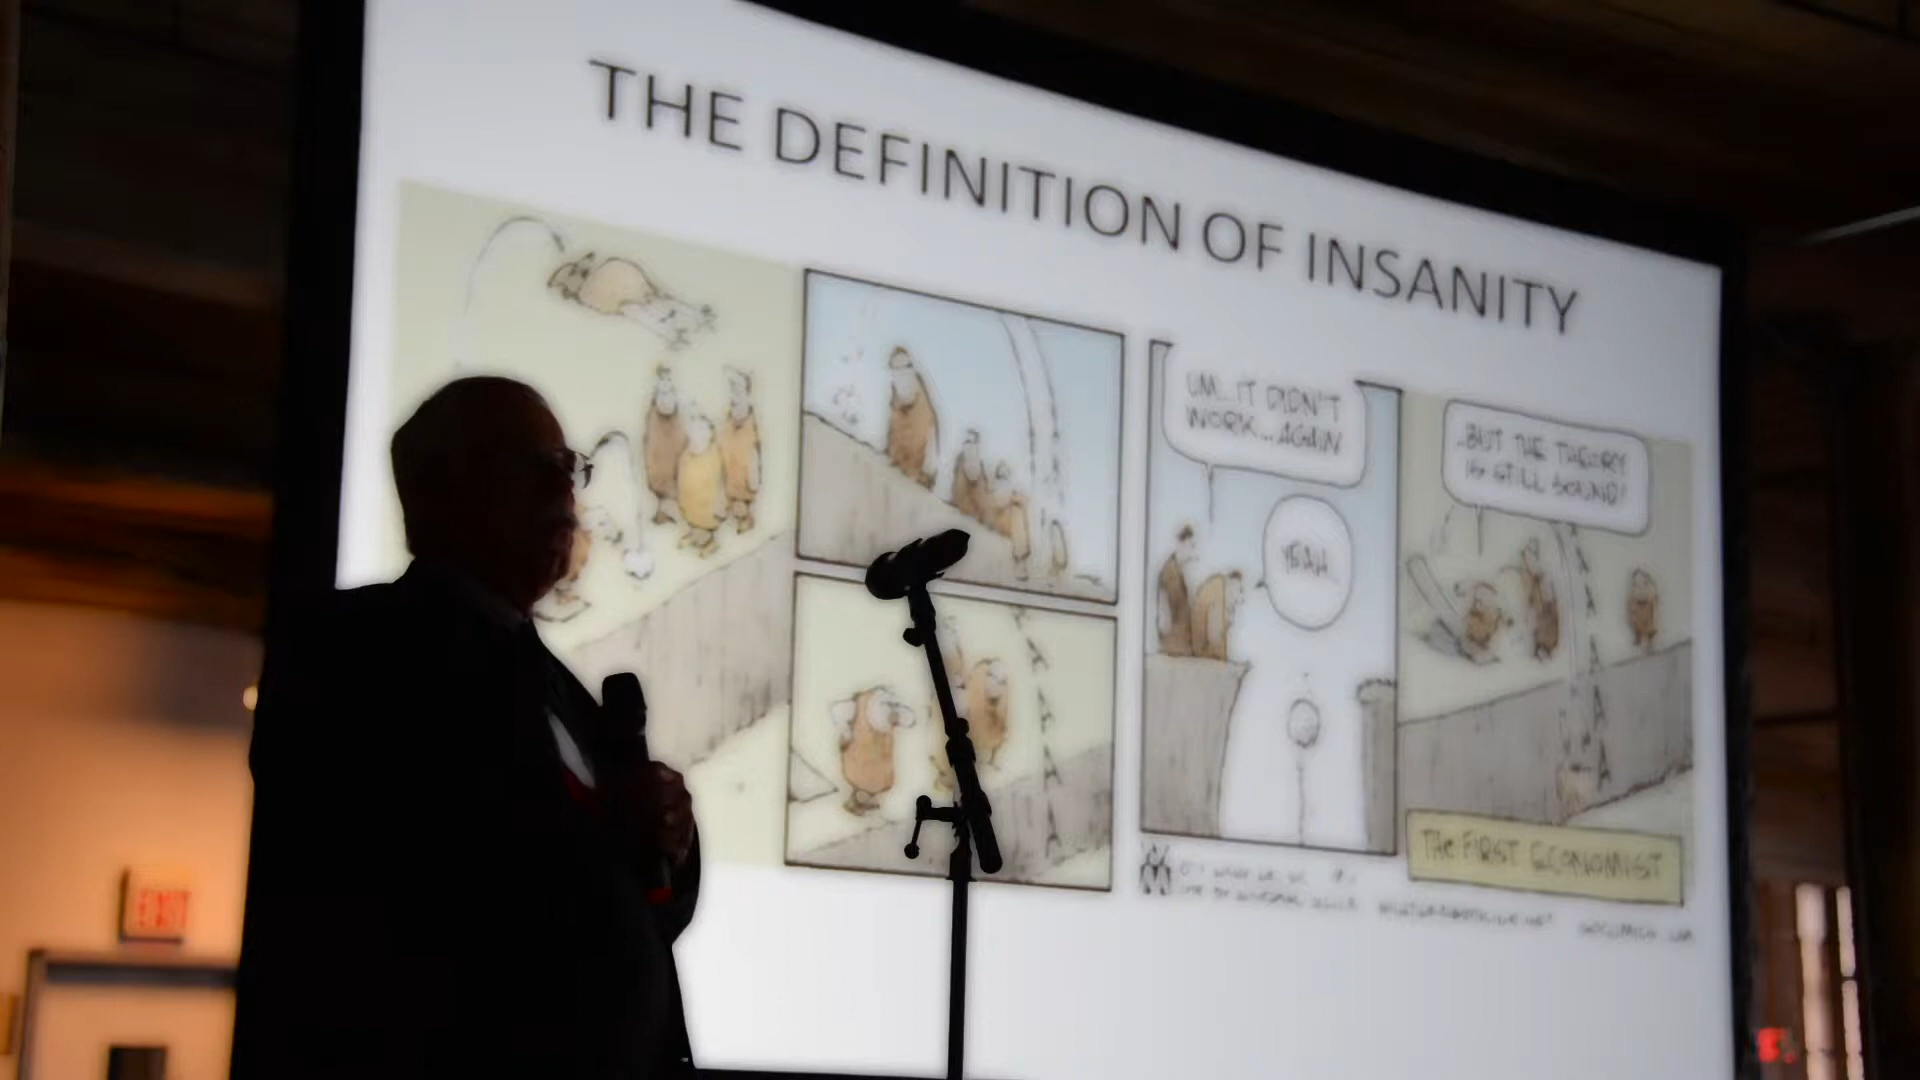 THE DEFINITION OF INSANITY
UM...IT DIDN'T
WORK...AGAIN
YEAH.
...BUT THE THEORY
IS STILL SOUND!
THE FIRST ECONOMIST
EXIT